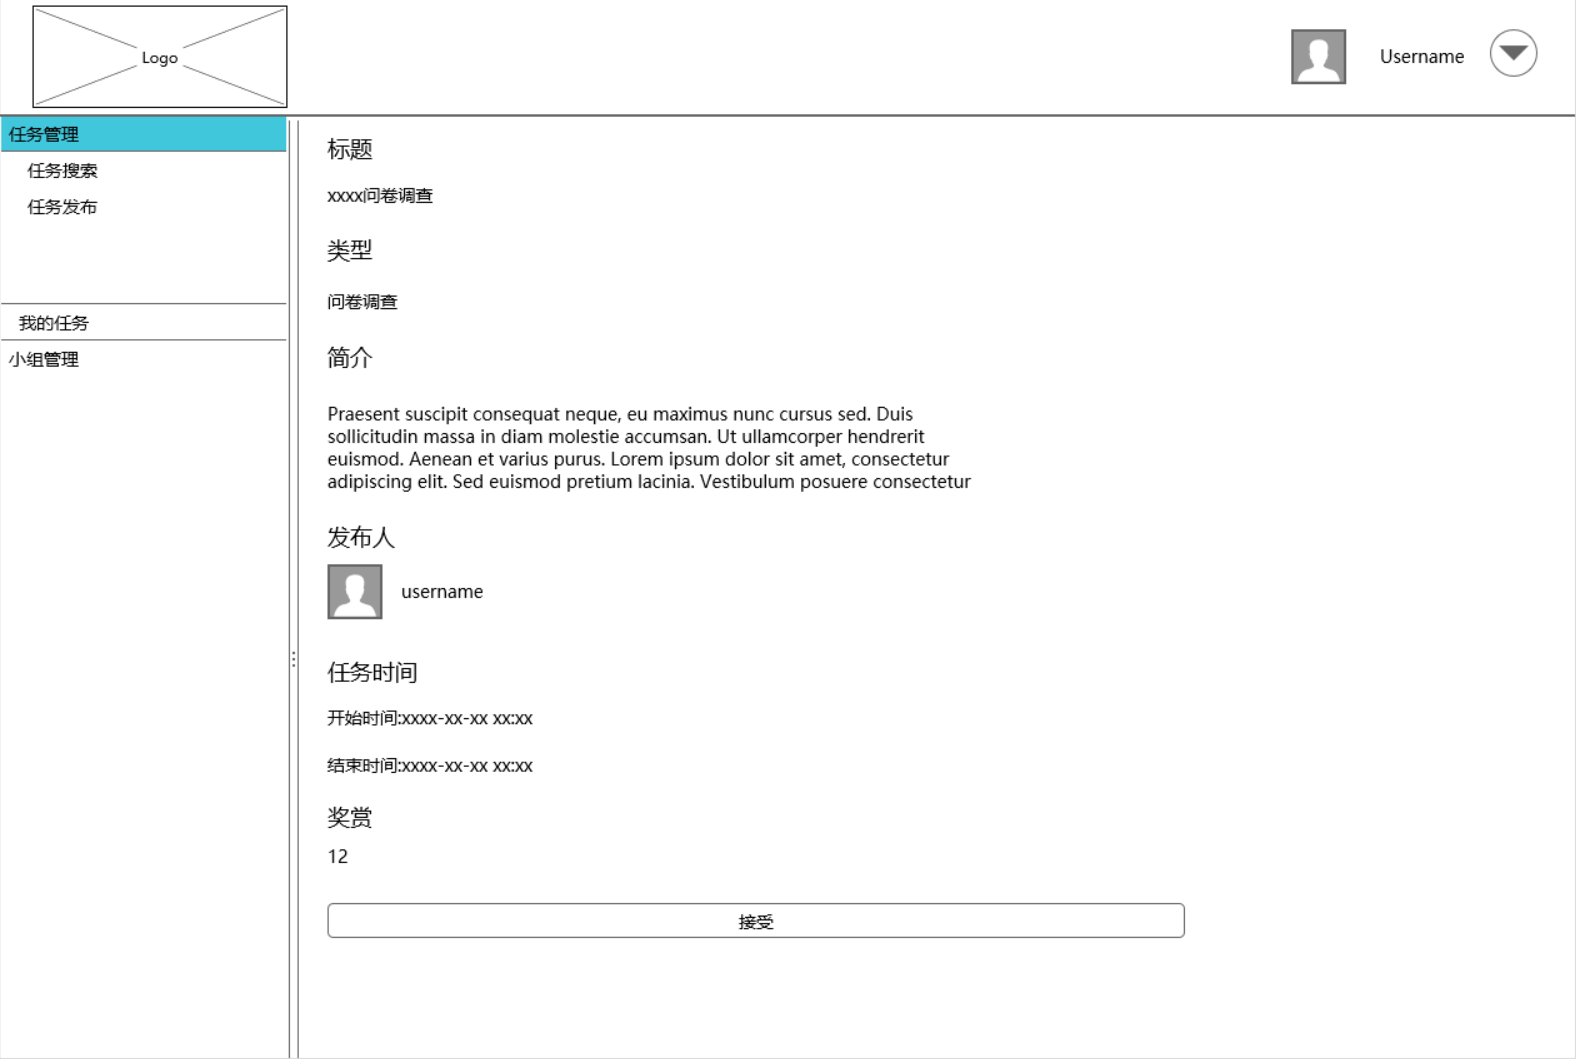 Logo
Username
任务管理
任务搜索
任务发布
我的任务
小组管理
标题
xxxx问卷调查
类型
问卷调查
简介
Praesent suscipit consequat neque, eu maximus nunc cursus sed. Duis
sollicitudin massa in diam molestie accumsan. Ut ullamcorper hendrerit
euismod. Aenean et varius purus. Lorem ipsum dolor sit amet, consectetur
adipiscing elit. Sed euismod pretium lacinia. Vestibulum posuere consectetur
发布人
username
任务时间
开始时间:xxxx-xx-xx xx:xx
结束时间:xxxx-xx-xx xx:xx
奖赏
12
接受